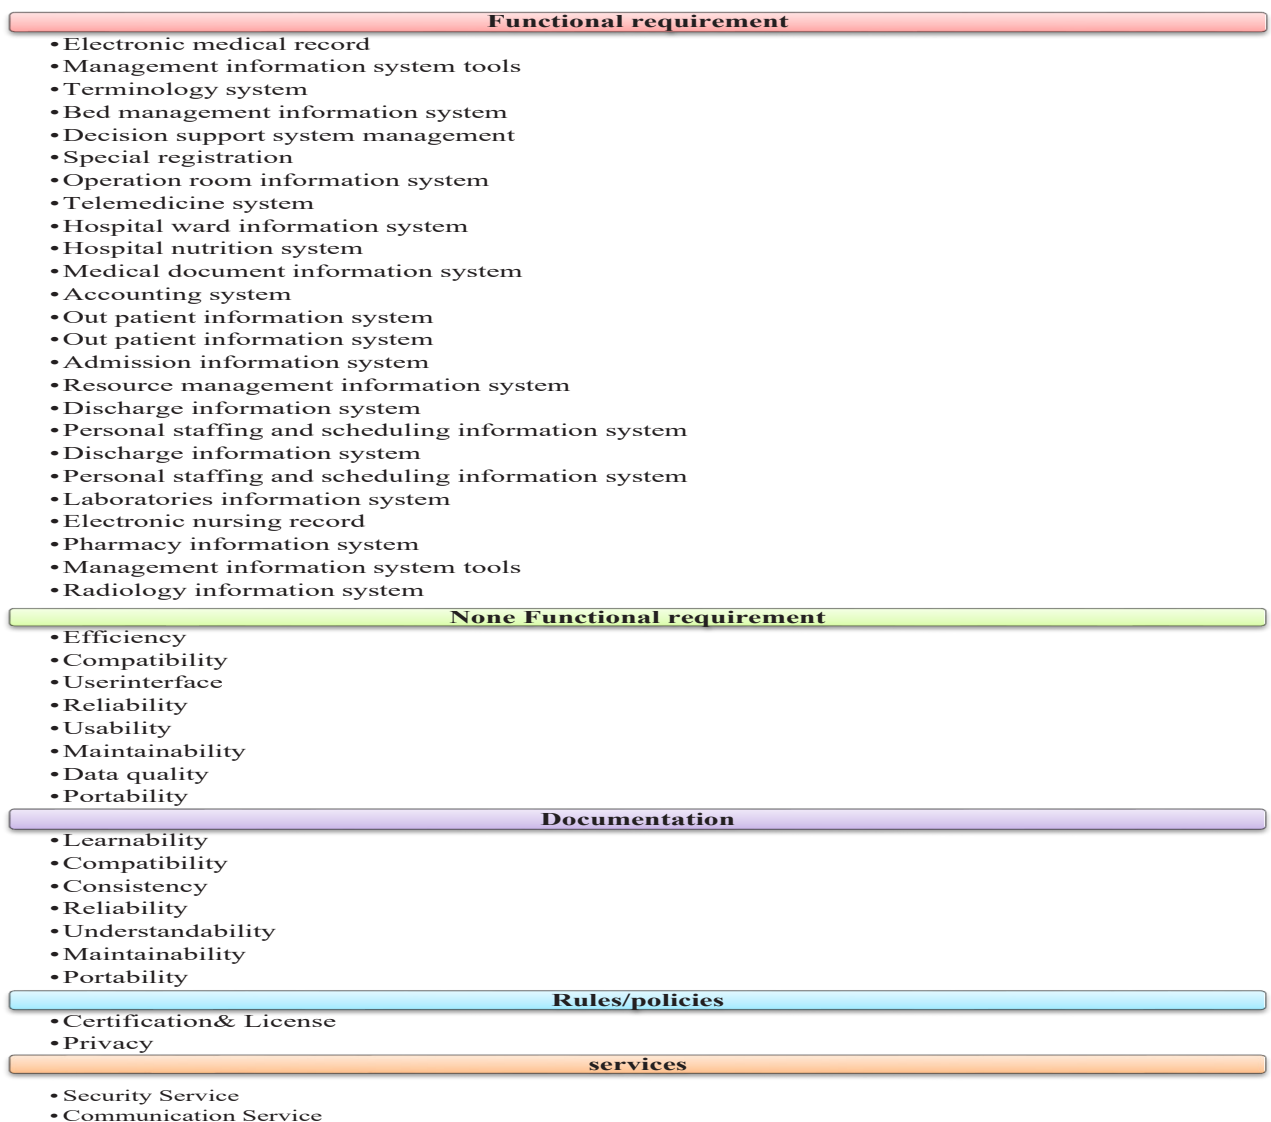 Functional requirement
•Electronic medical record
•Management information system tools
•Terminology system
•Bed management information system
•Decision support system management
•Special registration
•Operation room information system
•Telemedicine system
•Hospital ward information system
•Hospital nutrition system
•Medical document information system
•Accounting system
•Out patient information system
•Out patient information system
•Admission information system
•Resource management information system
•Discharge information system
•Personal staffing and scheduling information system
•Discharge information system
•Personal staffing and scheduling information system
•Laboratories information system
•Electronic nursing record
•Pharmacy information system
•Management information system tools
•Radiology information system
None Functional requirement
•Efficiency
•Compatibility
•Userinterface
•Reliability
•Usability
•Maintainability
•Data quality
•Portability
Documentation
•Learnability
•Compatibility
•Consistency
•Reliability
•Understandability
•Maintainability
•Portability
Rules/policies
•Certification& License
•Privacy
services
•Security Service
•Communication Service